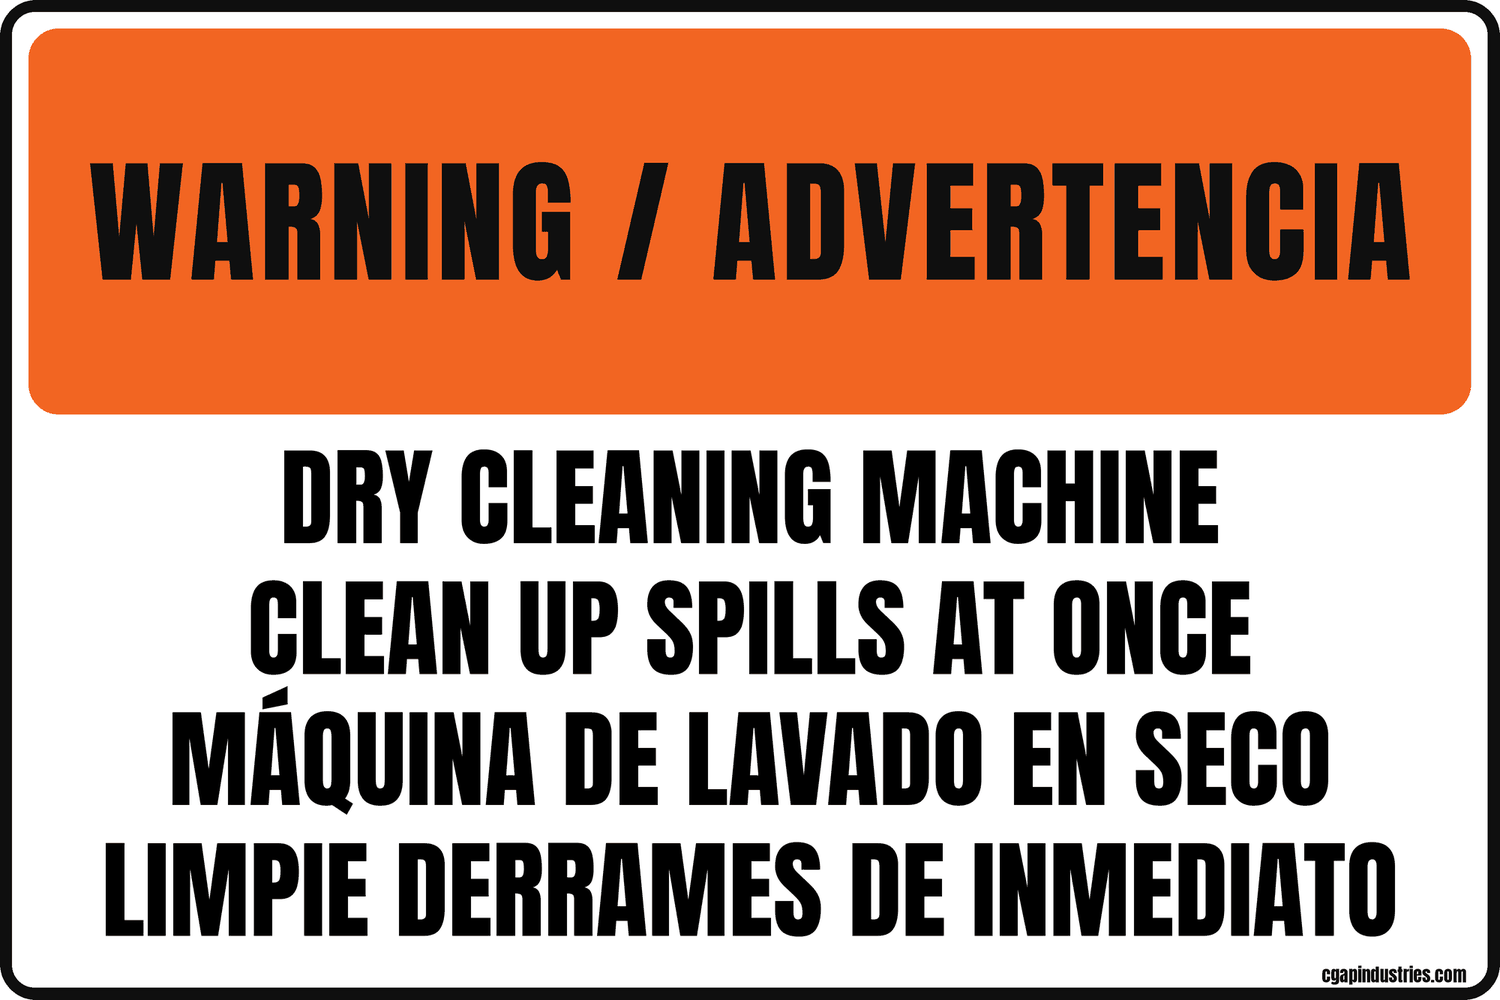 WARNING / ADVERTENCIA
DRY CLEANING MACHINE
CLEAN UP SPILLS AT ONCE
MÁQUINA DE LAVADO EN SECO
LIMPIE DERRAMES DE INMEDIATO
cgapindustries.com